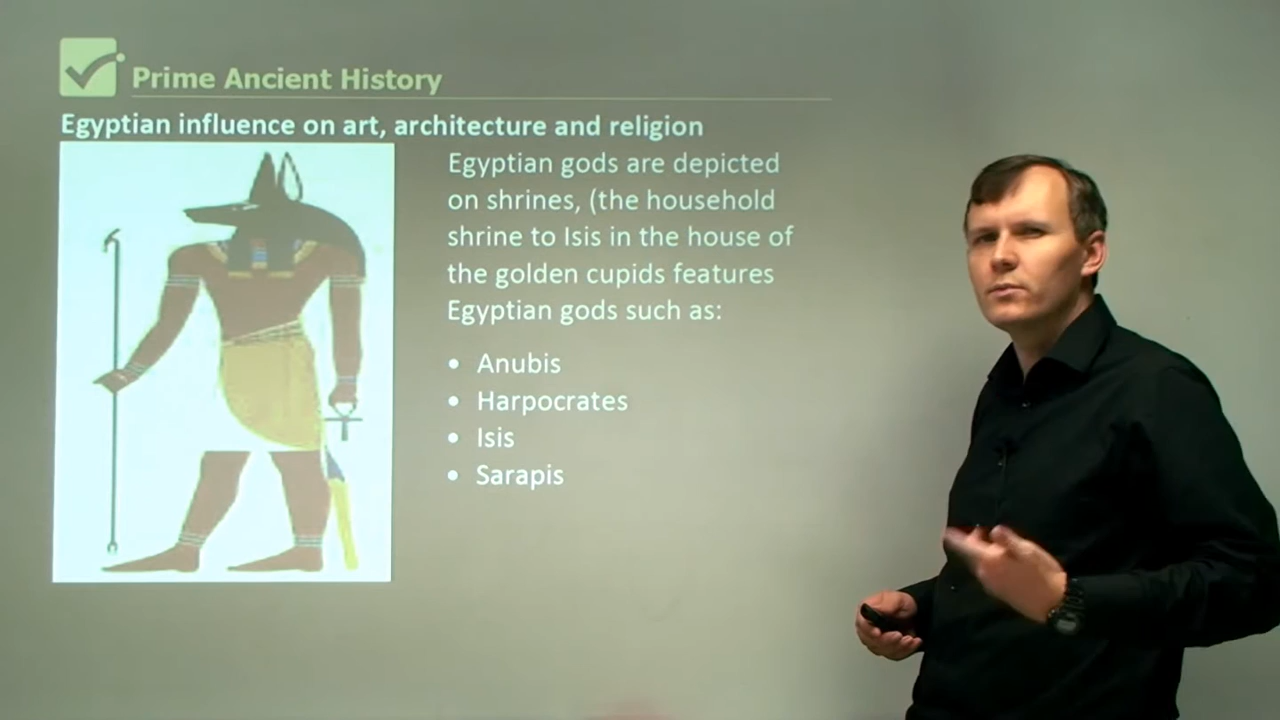 Prime Ancient History
Egyptian influence on art, architecture and religion
Egyptian gods are depicted
on shrines, (the household
shrine to Isis in the house of
the golden cupids features
Egyptian gods such as:
• Anubis
• Harpocrates
• Isis
• Sarapis